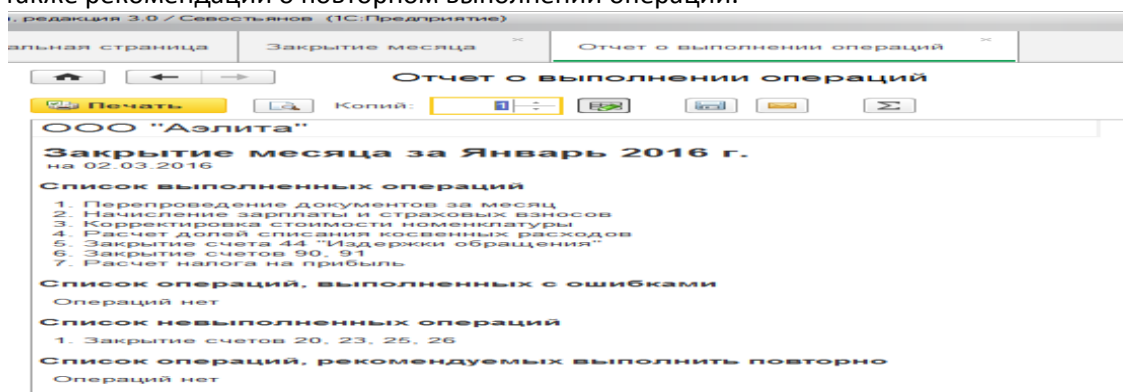 также рекомендации о повторном выполнении операции.
, редакция 3.0 / Севостьянов (1С:Предприятие)
альная страница Закрытие месяца × Отчет о выполнении операций ×
Отчет о выполнении операций
Печать Копий: 1 Σ
ООО "Аэлита"
Закрытие месяца за Январь 2016 г.
на 02.03.2016
Список выполненных операций
1. Перепроведение документов за месяц
2. Начисление зарплаты и страховых взносов
3. Корректировка стоимости номенклатуры
4. Расчет долей списания косвенных расходов
5. Закрытие счета 44 "Издержки обращения"
6. Закрытие счетов 90, 91
7. Расчет налога на прибыль
Список операций, выполненных с ошибками
Операций нет
Список невыполненных операций
1. Закрытие счетов 20, 23, 25, 26
Список операций, рекомендуемых выполнить повторно
Операций нет